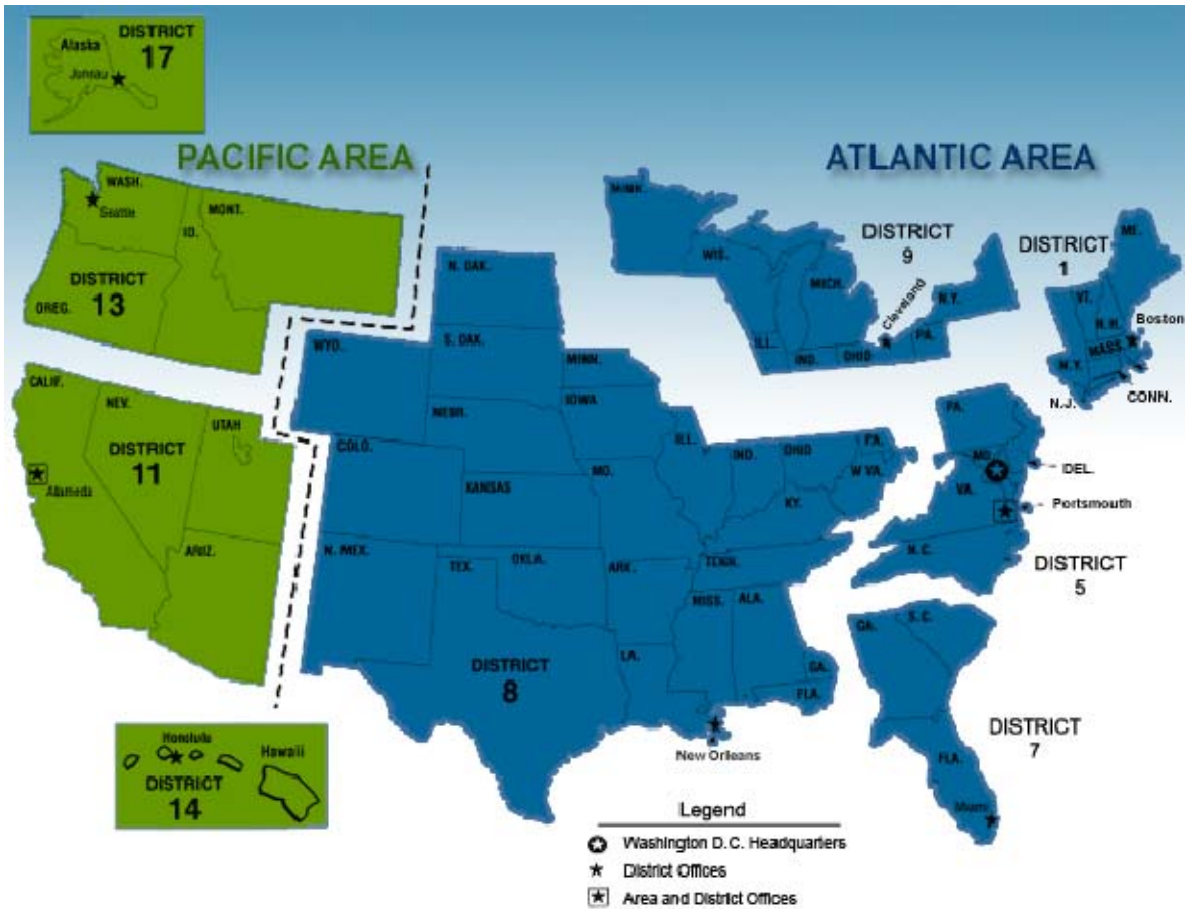 DISTRICT
17
Alaska
Juneau
PACIFIC AREA
ATLANTIC AREA
WASH.
Seattle
MONT.
ID.
DISTRICT
13
OREG.
MINN.
WIS.
MICH.
ILL.
IND.
OHIO
PA.
N.Y.
DISTRICT
9
Cleveland
DISTRICT
1
ME.
VT.
N.H.
MASS.
N.Y.
Boston
CONN.
N.J.
CALIF.
NEV.
UTAH
DISTRICT
11
Alameda
ARIZ.
N. DAK.
S. DAK.
WYO.
MINN.
NEBR.
IOWA
COLO.
KANSAS
MO.
ILL.
IND.
OHIO
PA.
W VA.
KY.
N. MEX.
TEX.
OKLA.
ARK.
TENN.
MISS.
ALA.
LA.
GA.
FLA.
DISTRICT
8
New Orleans
PA.
MD.
DEL.
VA.
Portsmouth
N.C.
DISTRICT
5
GA.
S.C.
FLA.
Miami
DISTRICT
7
Honolulu
Hawaii
DISTRICT
14
Legend
Washington D.C. Headquarters
District Offices
Area and District Offices